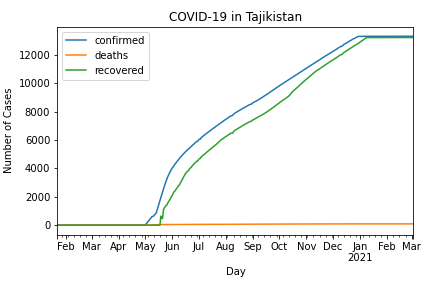 COVID-19 in Tajikistan
confirmed
deaths
recovered
Number of Cases
12000
10000
8000
6000
4000
2000
0
Feb Mar Apr May Jun Jul Aug Sep Oct Nov Dec Jan Feb Mar
2021
Day